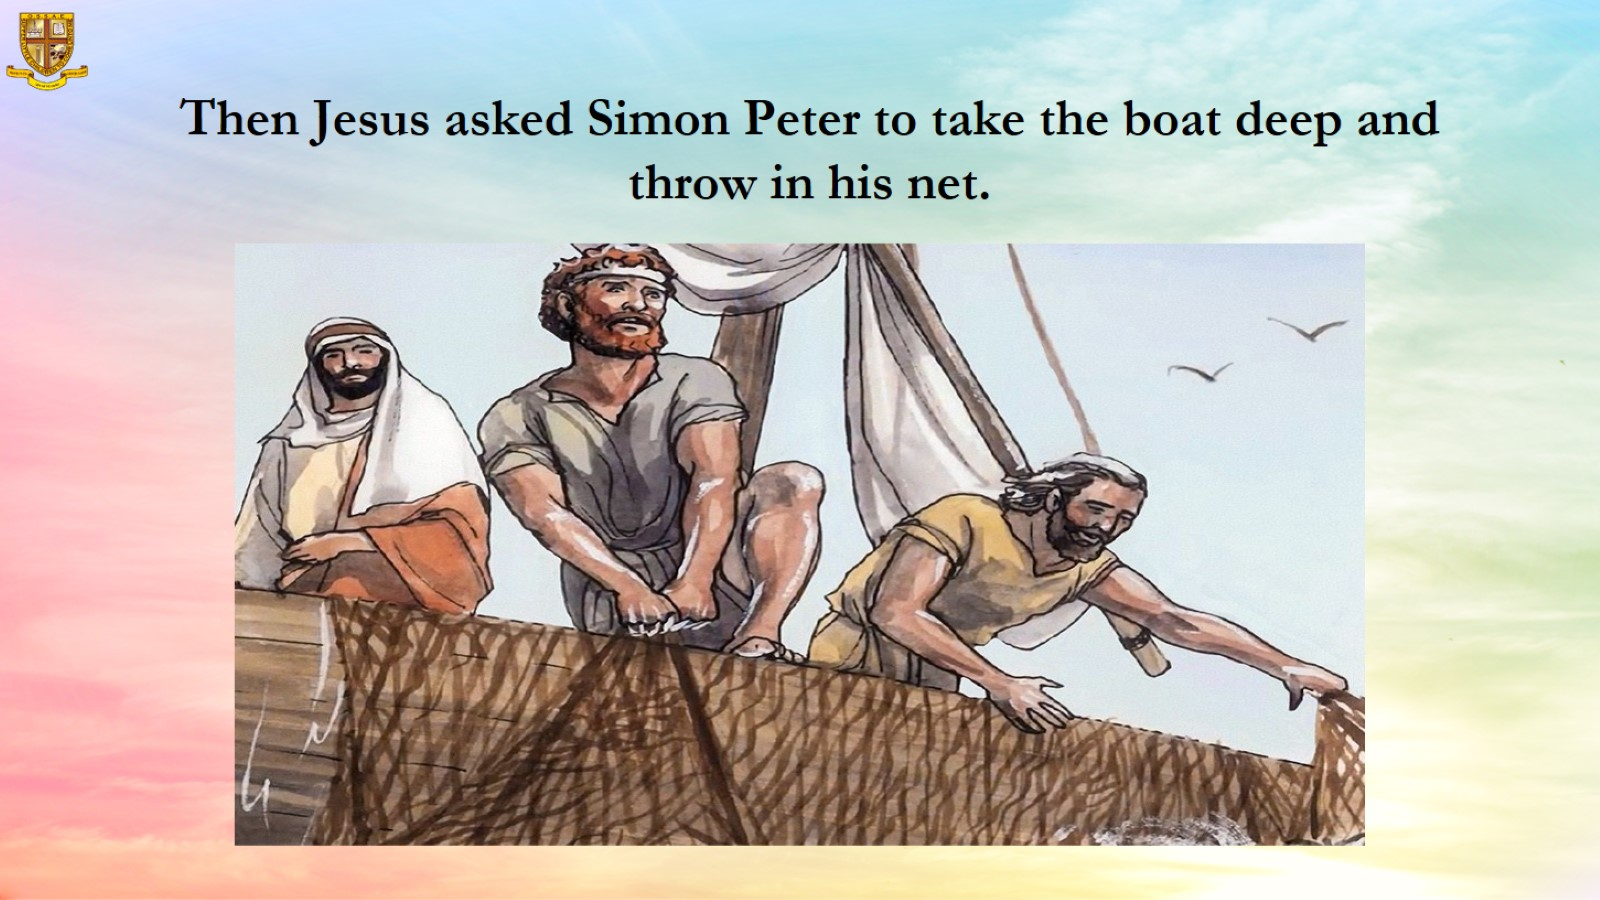 Then Jesus asked Simon Peter to take the boat deep and
throw in his net.